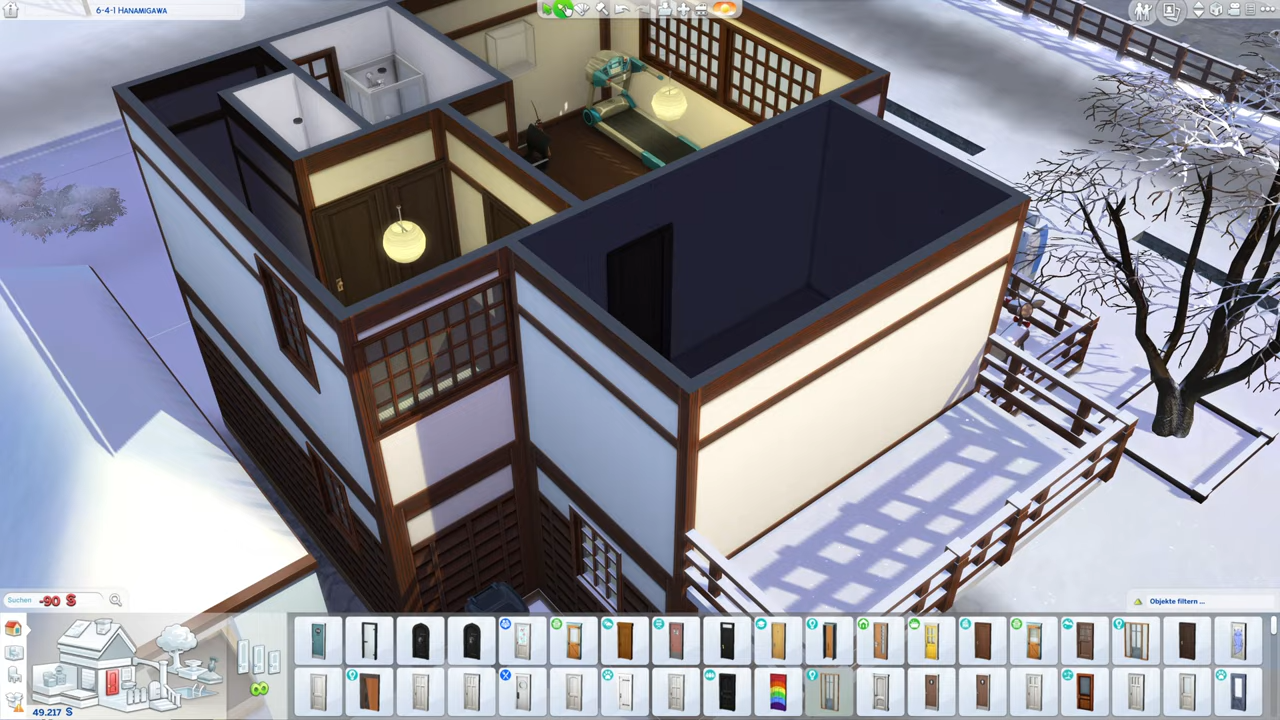 6-4-1 Hanamigawa
Suchen
-90 $
Objekte filtern ...
49.217 $